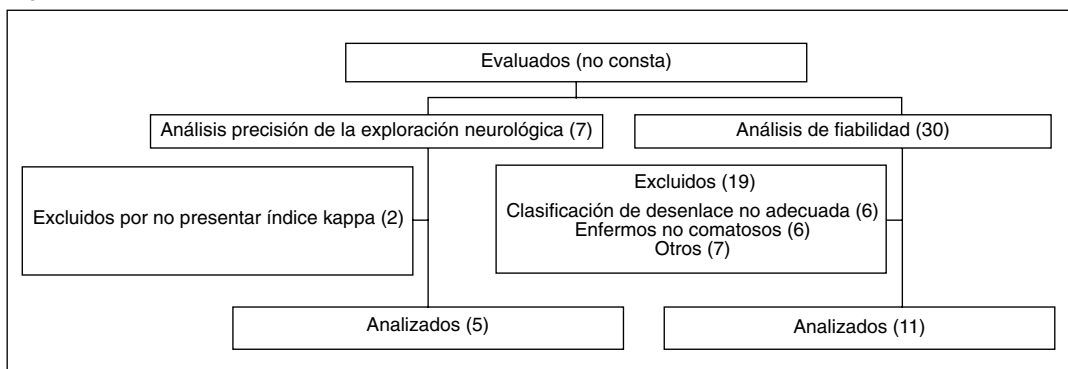 Evaluados (no consta)
Análisis precisión de la exploración neurológica (7)
Análisis de fiabilidad (30)
Excluidos por no presentar índice kappa (2)
Excluidos (19)
Clasificación de desenlace no adecuada (6)
Enfermos no comatosos (6)
Otros (7)
Analizados (5)
Analizados (11)